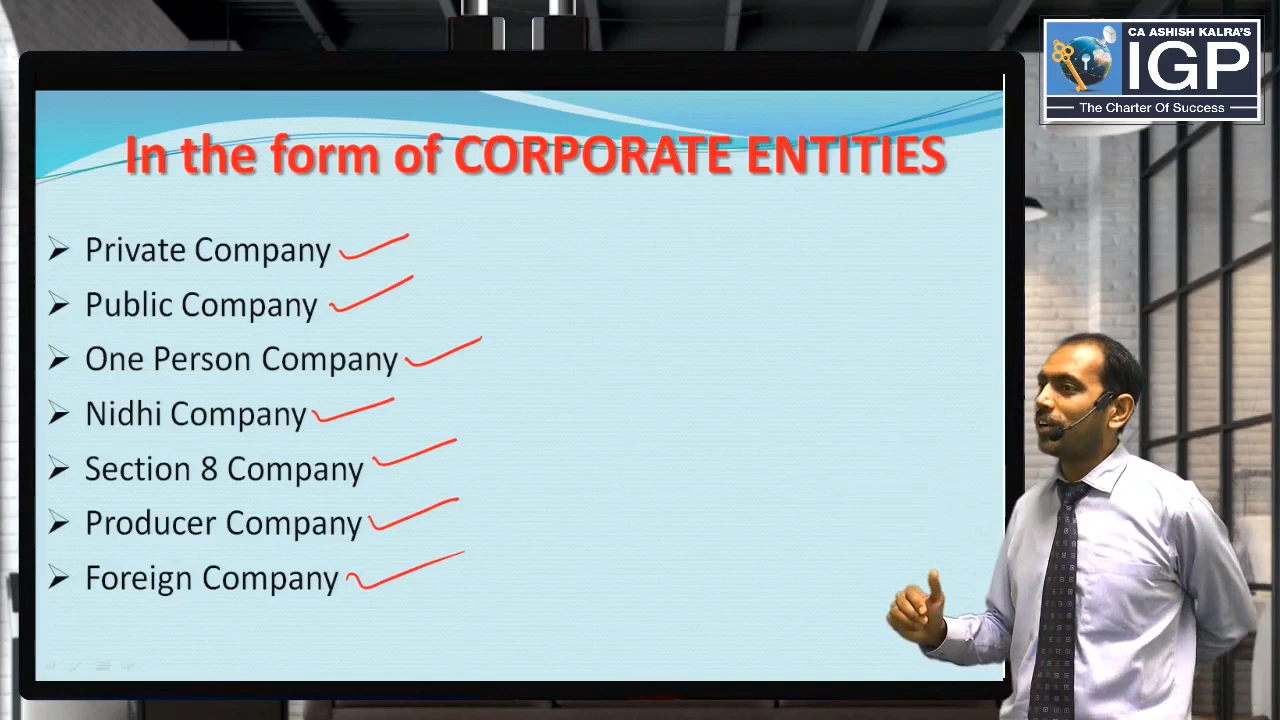 CA ASHISH KALRA'S
IGP
The Charter Of Success
In the form of CORPORATE ENTITIES
Private Company
Public Company
One Person Company
Nidhi Company
Section 8 Company
Producer Company
Foreign Company